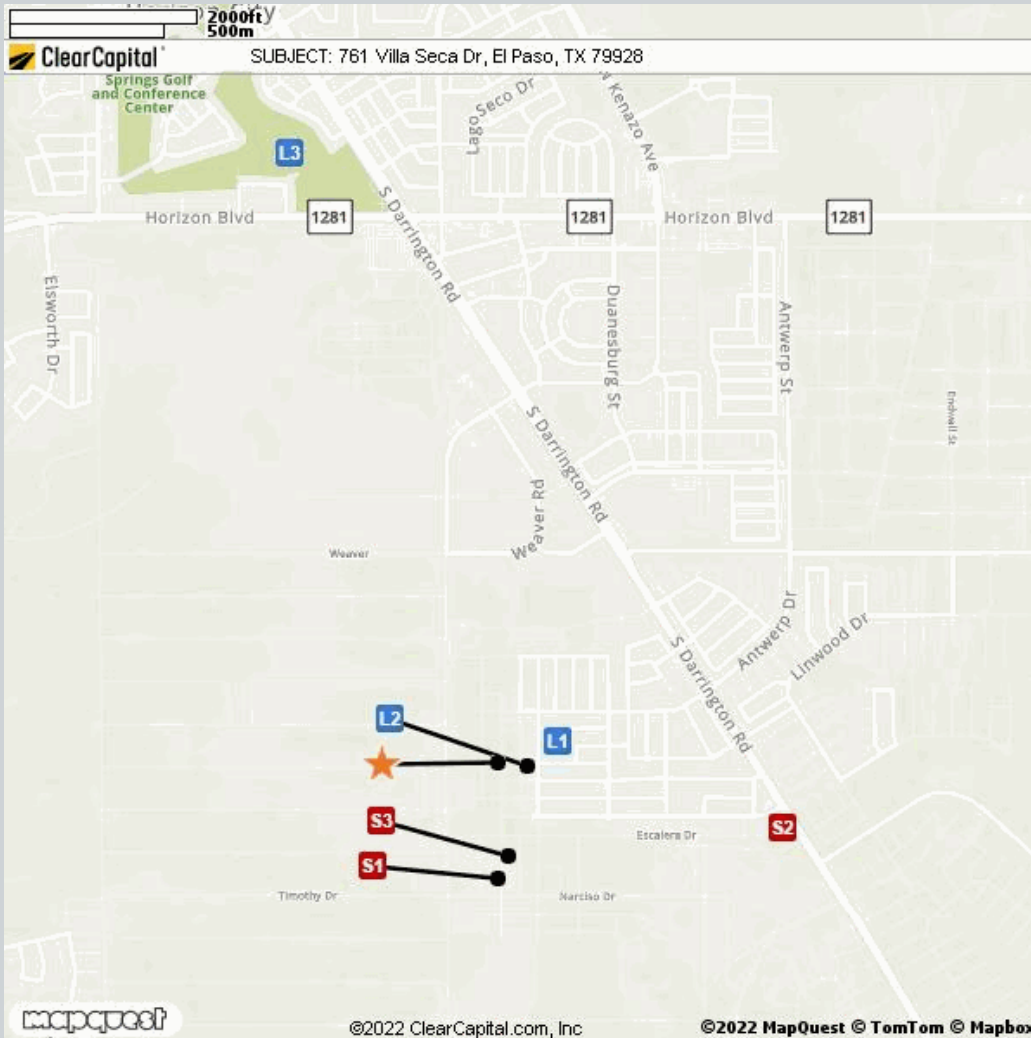 2000ft
500m
ClearCapital
SUBJECT: 761 Villa Seca Dr, El Paso, TX 79928
Springs Golf
and Conference
Center
Seco Dr
Lago
N Kenazo Ave
L3
Horizon Blvd
1281
1281
Horizon Blvd
1281
S Darrington Rd
Elsworth Dr
Duanesburg St
Antwerp St
Endwell St
S Darrington Rd
Weaver Rd
Weaver
Antwerp Dr
Linwood Dr
S Darrington Rd
L2
L1
S3
Escalera Dr
S2
S1
Timothy Dr
Narciso Dr
mapquest
©2022 ClearCapital.com, Inc
©2022 MapQuest © TomTom © Mapbox